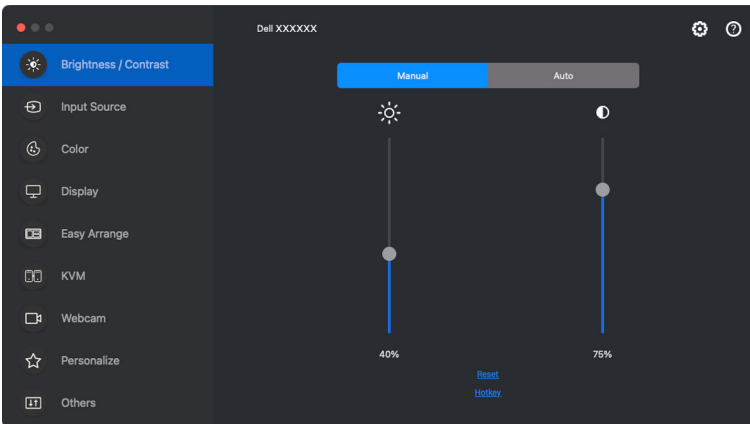 Dell XXXXXX
Brightness / Contrast
Input Source
Color
Display
Easy Arrange
KVM
Webcam
Personalize
Others
Manual
Auto
40%
75%
Reset
Hotkey